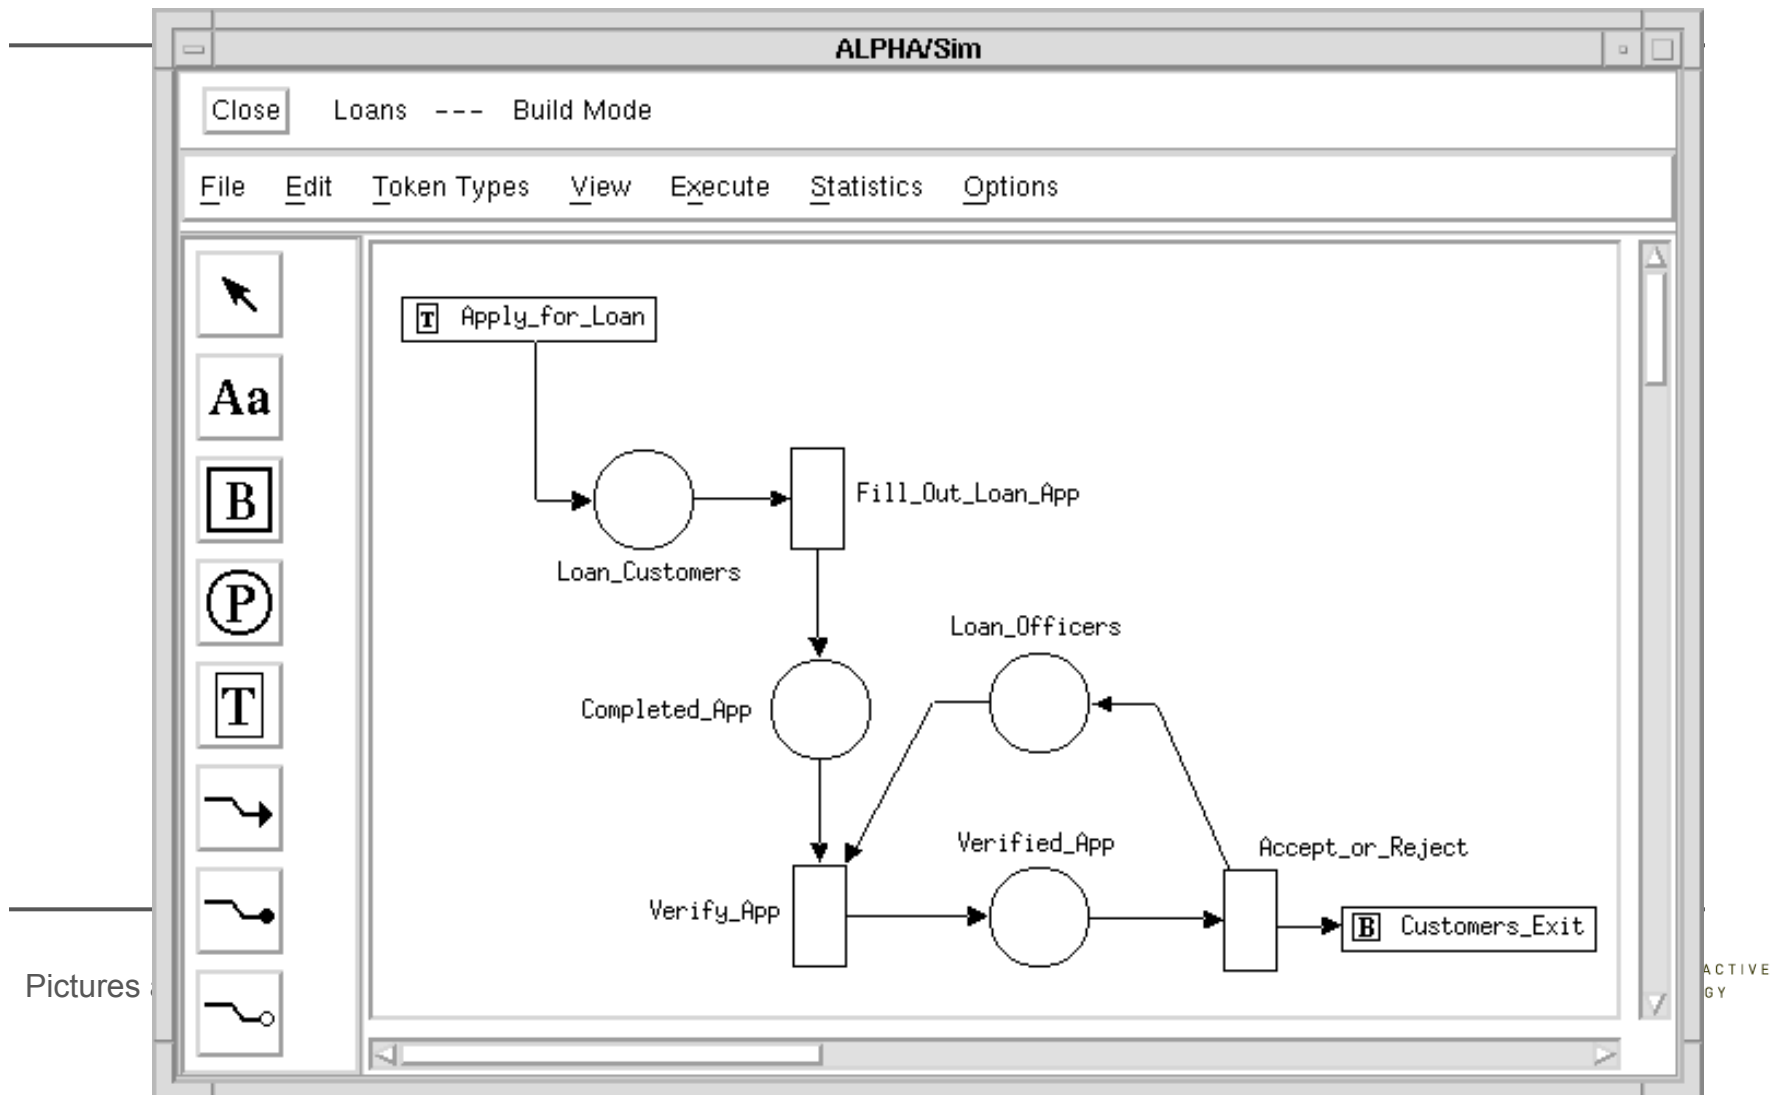 ALPHA/Sim
Close Loans --- Build Mode
File Edit Token Types View Execute Statistics Options
Aa
B
P
T
T Apply_for_Loan
Fill_Out_Loan_App
Loan_Customers
Loan_Officers
Completed_App
Verified_App
Accept_or_Reject
Verify_App
B Customers_Exit
Pictures